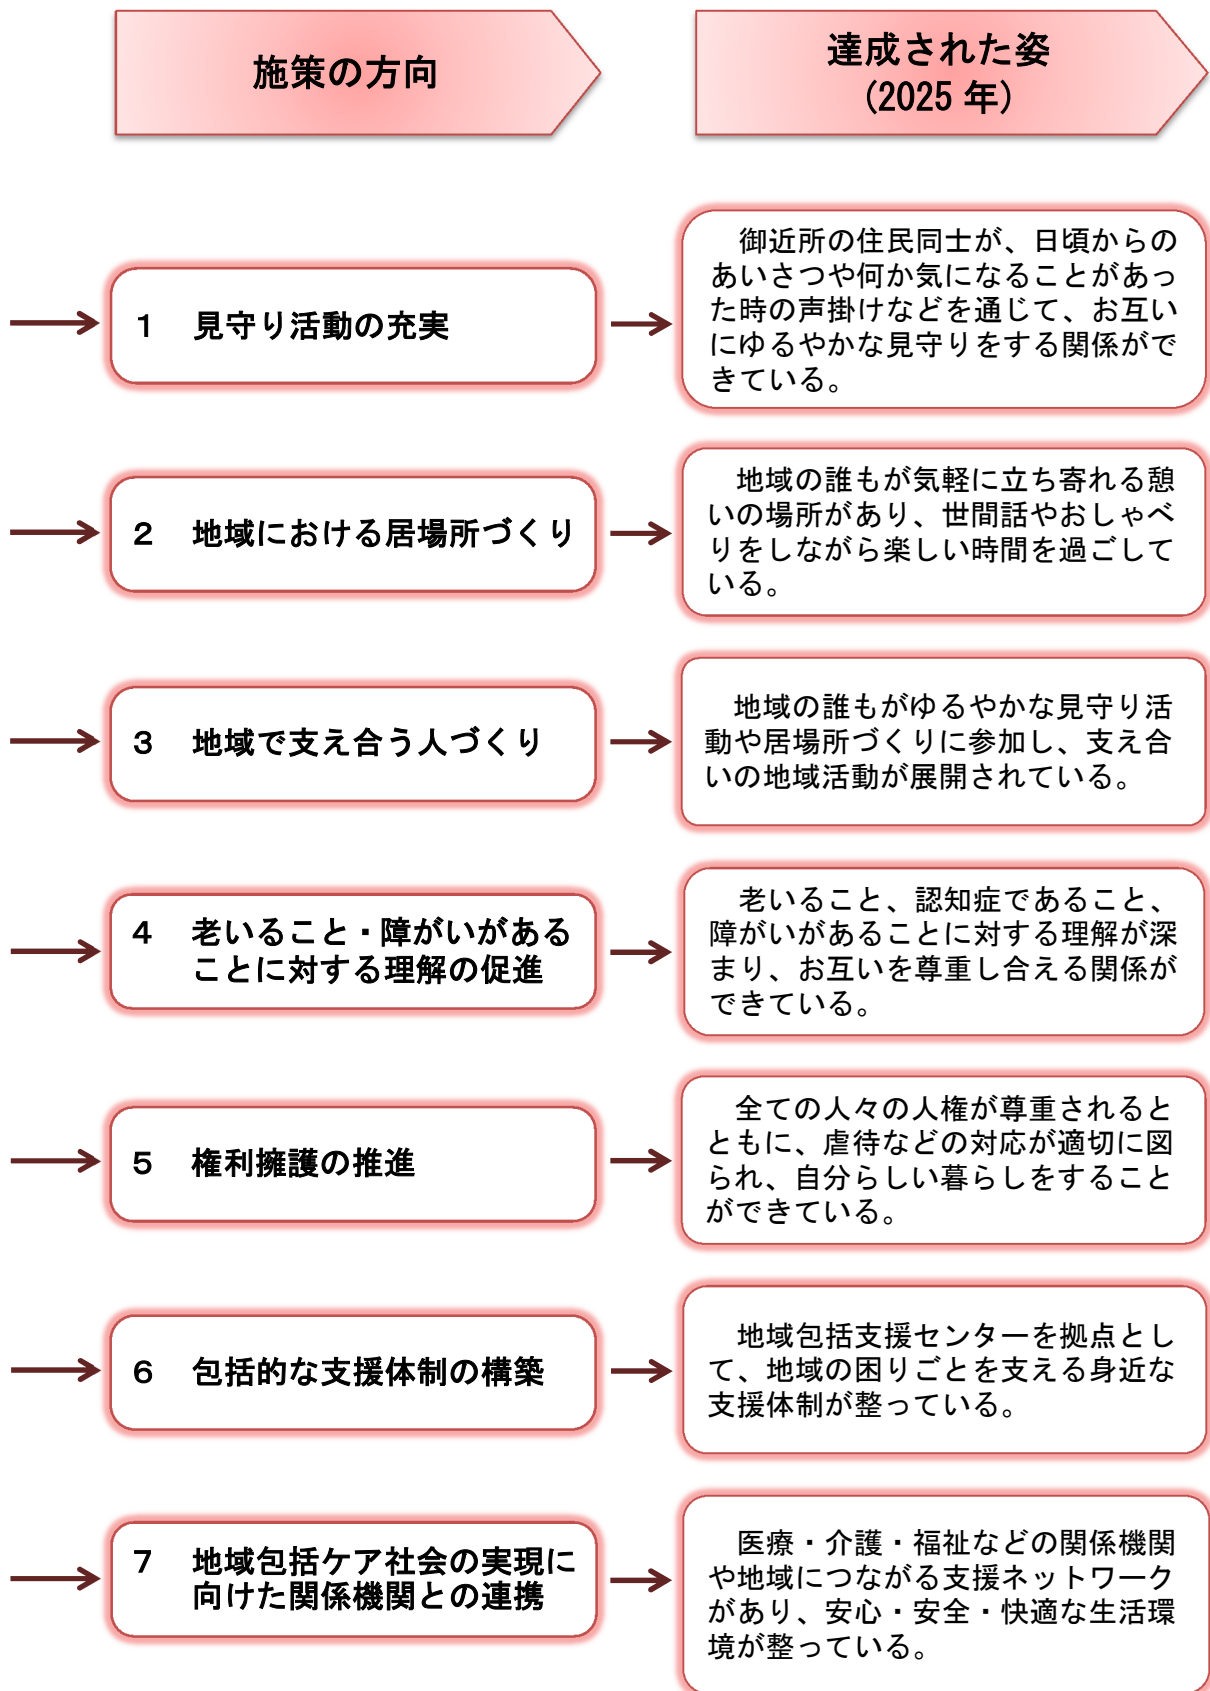 施策の方向
達成された姿
(2025 年)
1 見守り活動の充実
御近所の住民同士が、日頃からの
あいさつや何か気になることがあっ
た時の声掛けなどを通じて、お互い
にゆるやかな見守りをする関係がで
きている。
2 地域における居場所づくり
地域の誰もが気軽に立ち寄れる憩
いの場所があり、世間話やおしゃべ
りをしながら楽しい時間を過ごして
いる。
3 地域で支え合う人づくり
地域の誰もがゆるやかな見守り活
動や居場所づくりに参加し、支え合
いの地域活動が展開されている。
4 老いること・障がいがある
ことに対する理解の促進
老いること、認知症であること、
障がいがあることに対する理解が深
まり、お互いを尊重し合える関係が
できている。
5 権利擁護の推進
全ての人々の人権が尊重されると
ともに、虐待などの対応が適切に図
られ、自分らしい暮らしをすること
ができている。
6 包括的な支援体制の構築
地域包括支援センターを拠点とし
て、地域の困りごとを支える身近な
支援体制が整っている。
7 地域包括ケア社会の実現に
向けた関係機関との連携
医療・介護・福祉などの関係機関
や地域につながる支援ネットワーク
があり、安心・安全・快適な生活環
境が整っている。